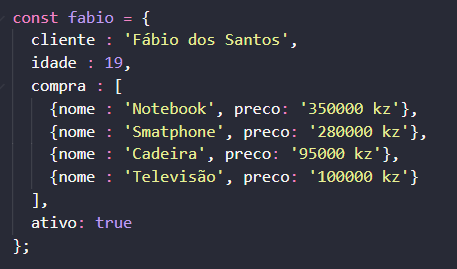 const fabio = {
cliente : 'Fábio dos Santos',
idade : 19,
compra : [
{nome : 'Notebook', preco: '350000 kz'},
{nome : 'Smatphone', preco: '280000 kz'},
{nome : 'Cadeira', preco: '95000 kz'},
{nome : 'Televisão', preco: '100000 kz'}
],
ativo: true
};